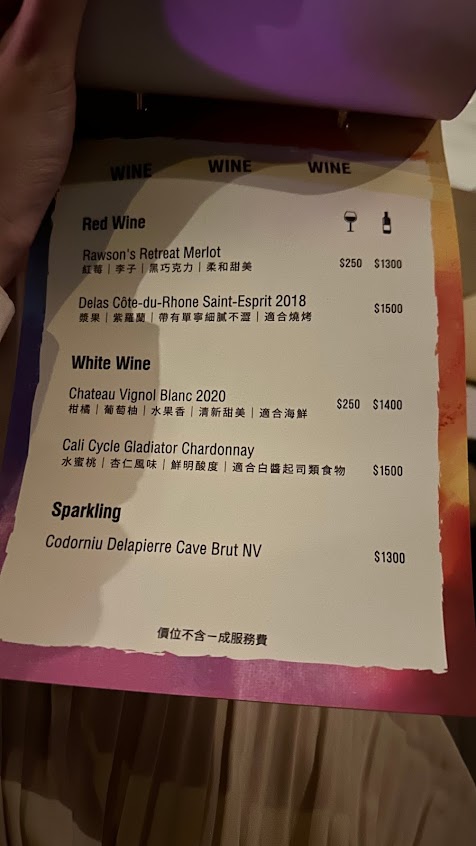 WINE WINE WINE
Red Wine
Rawson's Retreat Merlot
紅莓｜李子｜黑巧克力｜柔和甜美 $250 $1300
Delas Côte-du-Rhone Saint-Esprit 2018
漿果｜紫羅蘭｜帶有單寧細膩不澀｜適合燒烤 $1500
White Wine
Chateau Vignol Blanc 2020
柑橘｜葡萄柚｜水果香｜清新甜美｜適合海鮮 $250 $1400
Cali Cycle Gladiator Chardonnay
水蜜桃｜杏仁風味｜鮮明酸度｜適合白醬起司類食物 $1500
Sparkling
Codorniu Delapierre Cave Brut NV $1300
價位不含一成服務費